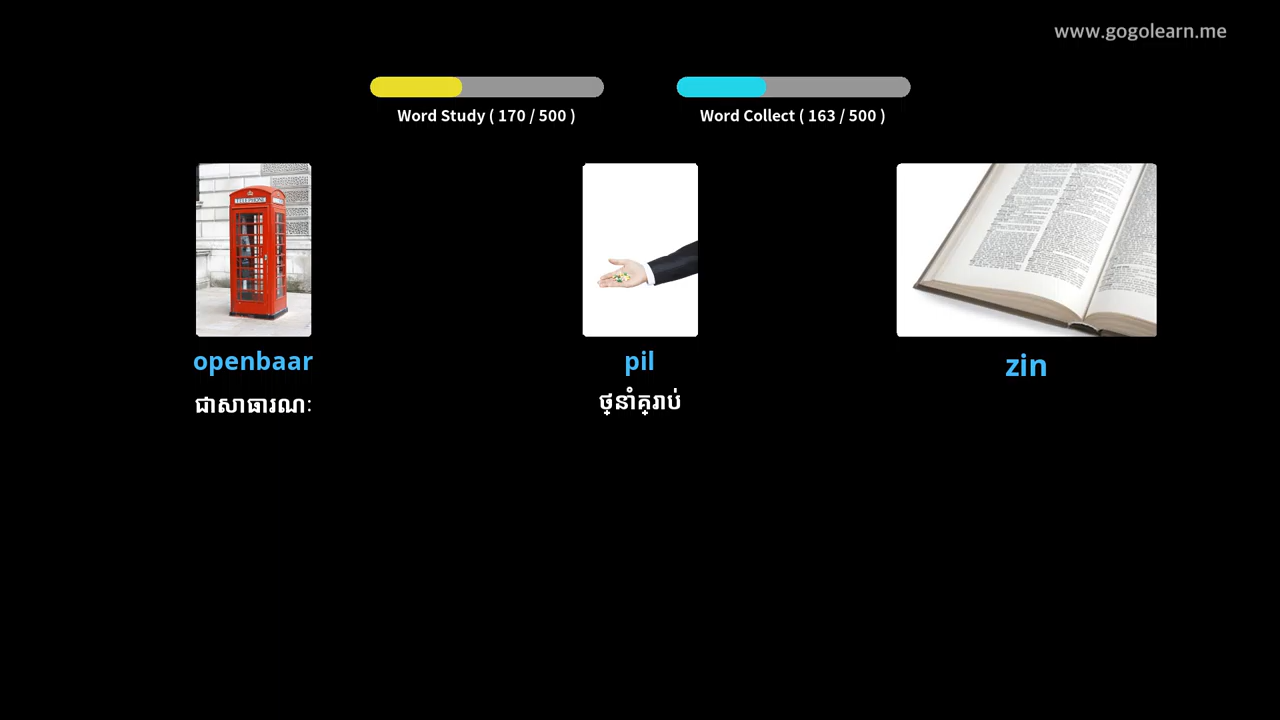 www.gogolearn.me
Word Study ( 170 / 500 )
Word Collect ( 163 / 500 )
TELEPHONE
openbaar
pil
zin
ជាសាធារណៈ
ថ្នាំគ្រាប់